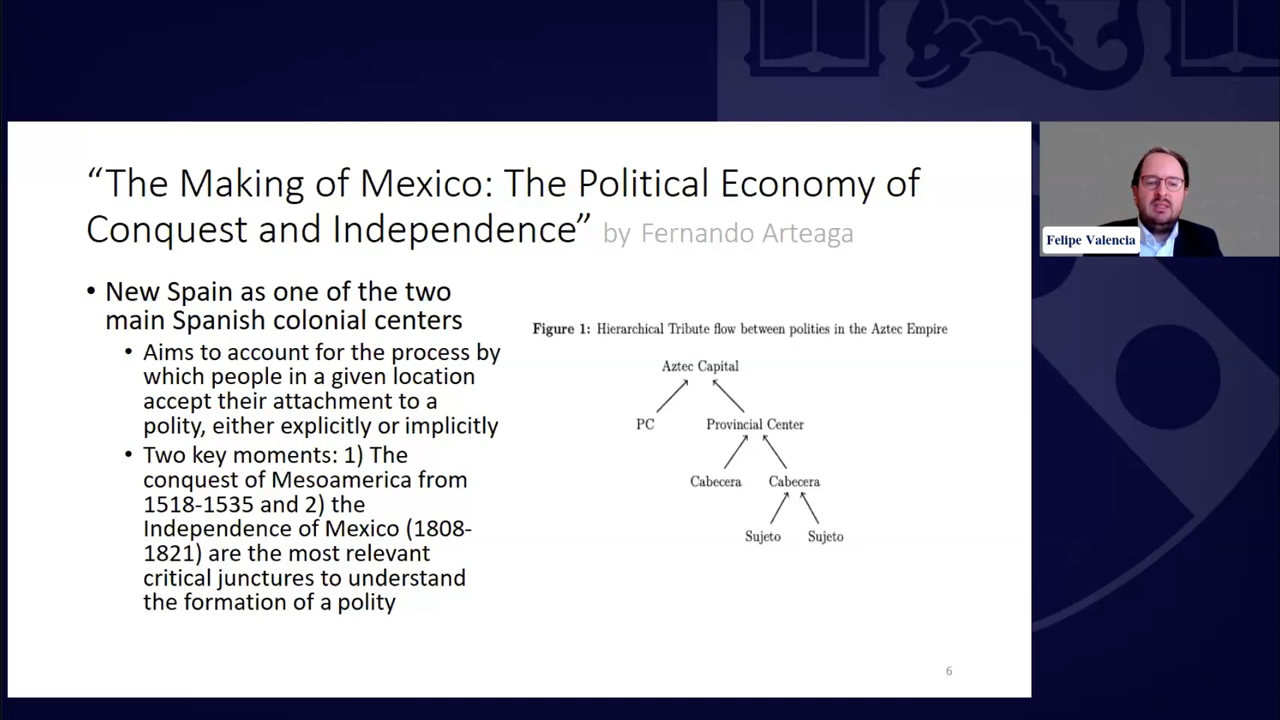 “The Making of Mexico: The Political Economy of
Conquest and Independence” by Fernando Arteaga
• New Spain as one of the two
main Spanish colonial centers
• Aims to account for the process by
which people in a given location
accept their attachment to a
polity, either explicitly or implicitly
• Two key moments: 1) The
conquest of Mesoamerica from
1518-1535 and 2) the
Independence of Mexico (1808-
1821) are the most relevant
critical junctures to understand
the formation of a polity
Figure 1: Hierarchical Tribute flow between polities in the Aztec Empire
Aztec Capital
PC Provincial Center
Cabecera Cabecera
Sujeto Sujeto
6
Felipe Valencia